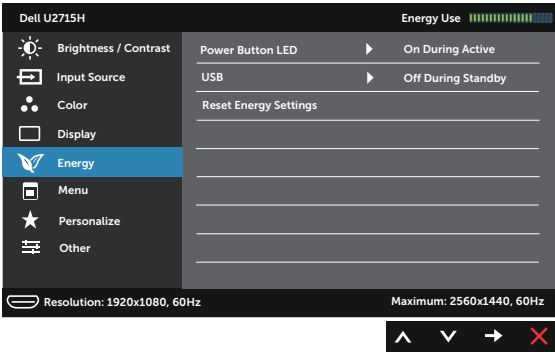 Dell U2715H Energy Use
Brightness / Contrast
Input Source
Color
Display
Energy
Menu
Personalize
Other
Power Button LED On During Active
USB Off During Standby
Reset Energy Settings
Resolution: 1920x1080, 60Hz Maximum: 2560x1440, 60Hz